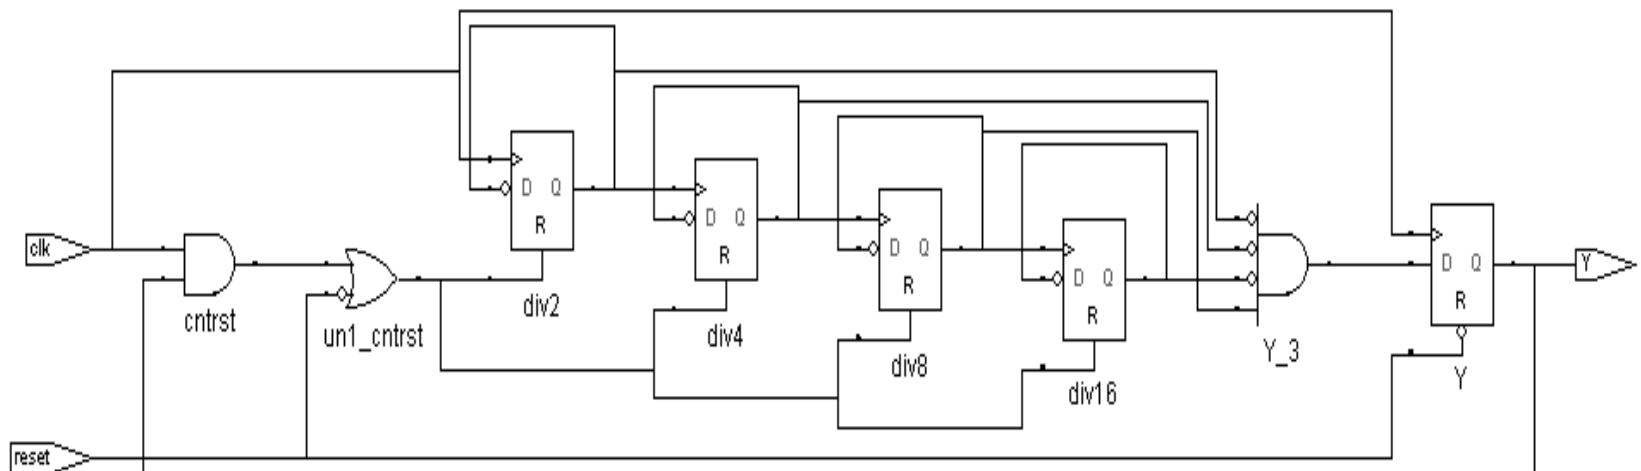 clk
cntrst
un1_cntrst
reset
D Q
R
div2
D Q
R
div4
D Q
R
div8
D Q
R
div16
Y_3
D Q
R
Y
Y